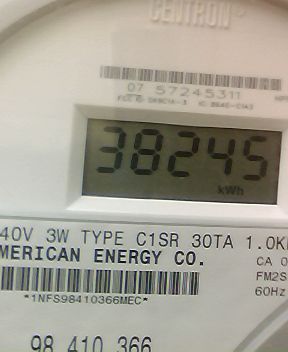 CENTRON®
07 57245311
38245
kWh
40V 3W TYPE C1SR 30TA 1.0K
MERICAN ENERGY CO.
CA 0
FM2S
60Hz
*1NFS98410366MEC*
98 410 366